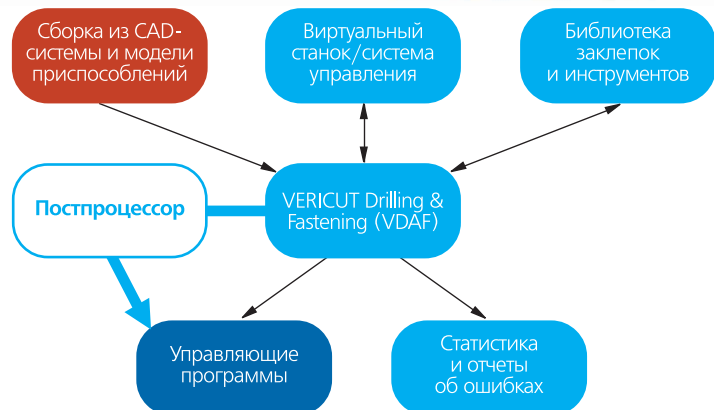 Сборка из CAD-
системы и модели
приспособлений
Виртуальный
станок/система
управления
Библиотека
заклепок
и инструментов
Постпроцессор
VERICUT Drilling &
Fastening (VDAF)
Управляющие
программы
Статистика
и отчеты
об ошибках